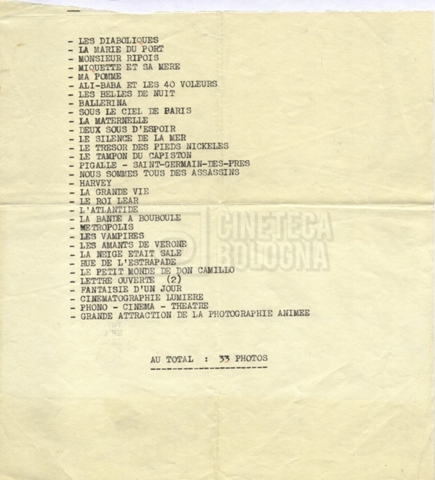 - LES DIABOLIQUES
- LA MARIE DU PORT
- MONSIEUR RIPOIS
- MIQUETTE ET SA MERE
- MA POMME
- ALI-BABA ET LES 40 VOLEURS
- LES BELLES DE NUIT
- BALLERINA
- SOUS LE CIEL DE PARIS
- LA MATERNELLE
- DEUX SOUS D'ESPOIR
- LE SILENCE DE LA MER
- LE TRESOR DES PIEDS NICKELES
- LE TAMPON DU CAPISTON
- PIGALLE - SAINT-GERMAIN-DES-PRES
- NOUS SOMMES TOUS DES ASSASSINS
- HARVEY
- LA GRANDE VIE
- LE ROI LEAR
- L'ATLANTIDE
- LA BANDE A BOUBOULE
- METROPOLIS
- LES VAMPIRES
- LES AMANTS DE VERONE
- LA NEIGE ETAIT SALE
- RUE DE L'ESTRAPADE
- LE PETIT MONDE DE DON CAMILLO
- LETTRE OUVERTE (2)
- FANTAISIE D'UN JOUR
- CINEMATOGRAPHIE LUMIERE
- PHONO - CINEMA - THEATRE
- GRANDE ATTRACTION DE LA PHOTOGRAPHIE ANIMEE
AU TOTAL : 33 PHOTOS
CINETECA
BOLOGNA